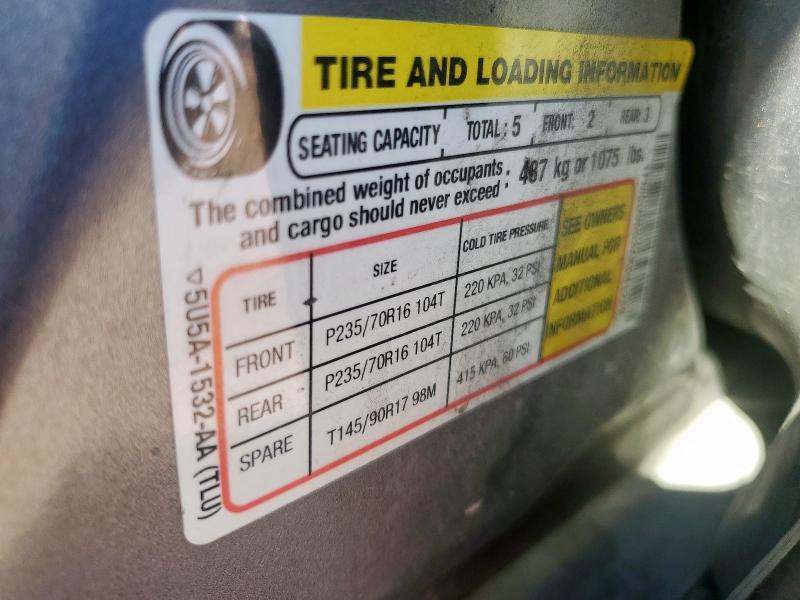 TIRE AND LOADING INFORMATION
SEATING CAPACITY TOTAL: 5 FRONT: 2 REAR: 3
The combined weight of occupants
and cargo should never exceed : 487 kg or 1075 lbs.
TIRE SIZE COLD TIRE PRESSURE
FRONT P235/70R16 104T 220 KPA, 32 PSI
REAR P235/70R16 104T 220 KPA, 32 PSI
SPARE T145/90R17 98M 415 KPA, 60 PSI
SEE OWNERS
MANUAL FOR
ADDITIONAL
INFORMATION
▽5U5A-1532-AA (TLU)